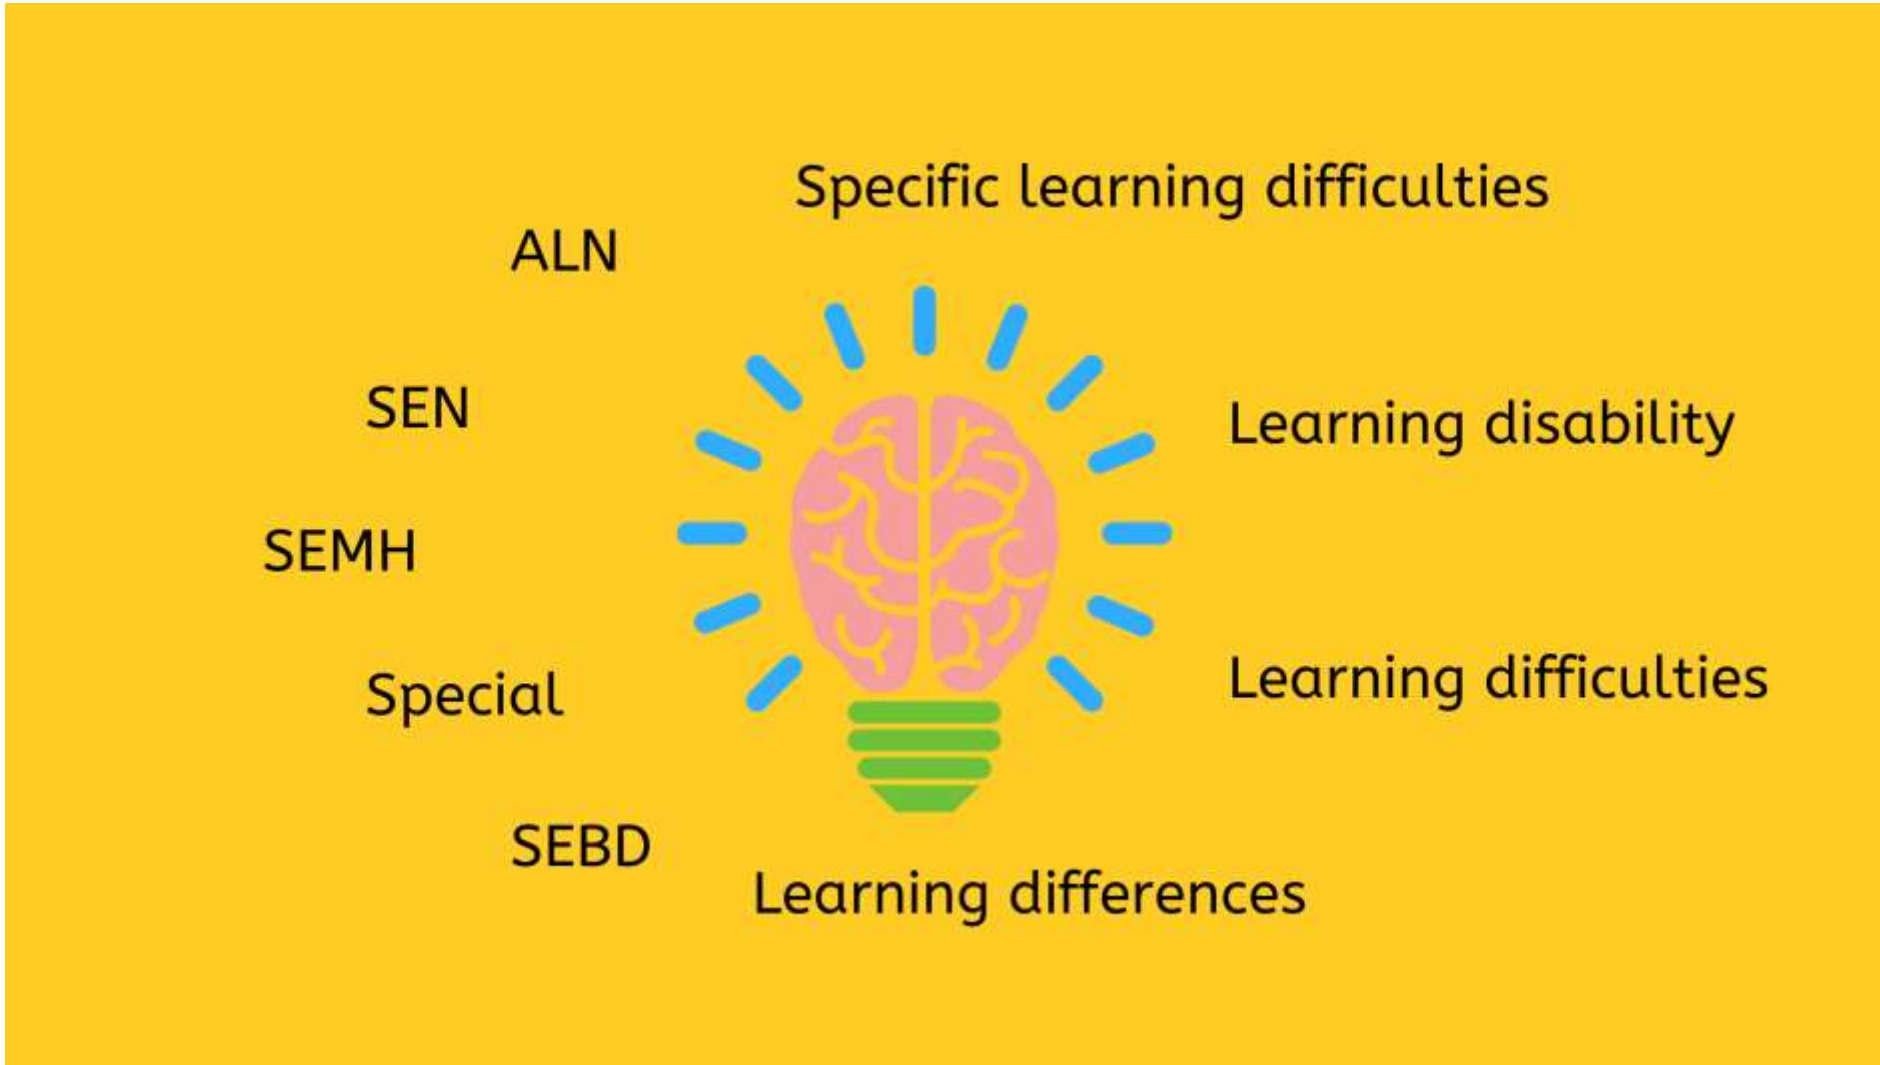 Specific learning difficulties
ALN
SEN
Learning disability
SEMH
Special
Learning difficulties
SEBD
Learning differences